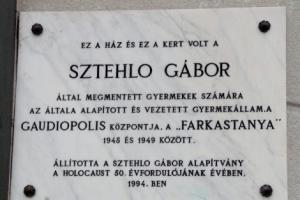 EZ A HÁZ ÉS EZ A KERT VOLT A
SZTEHLO GÁBOR
ÁLTAL MEGMENTETT GYERMEKEK SZÁMÁRA
AZ ÁLTALA ALAPÍTOTT ÉS VEZETETT GYERMEKÁLLAM,A
GAUDIOPOLIS KÖZPONTJA, A „FARKASTANYA"
1945 ÉS 1949 KÖZÖTT.
ÁLLÍTOTTA A SZTEHLO GÁBOR ALAPÍTVÁNY
A HOLOCAUST 50. ÉVFORDULÓJÁNAK ÉVÉBEN,
1994. BEN